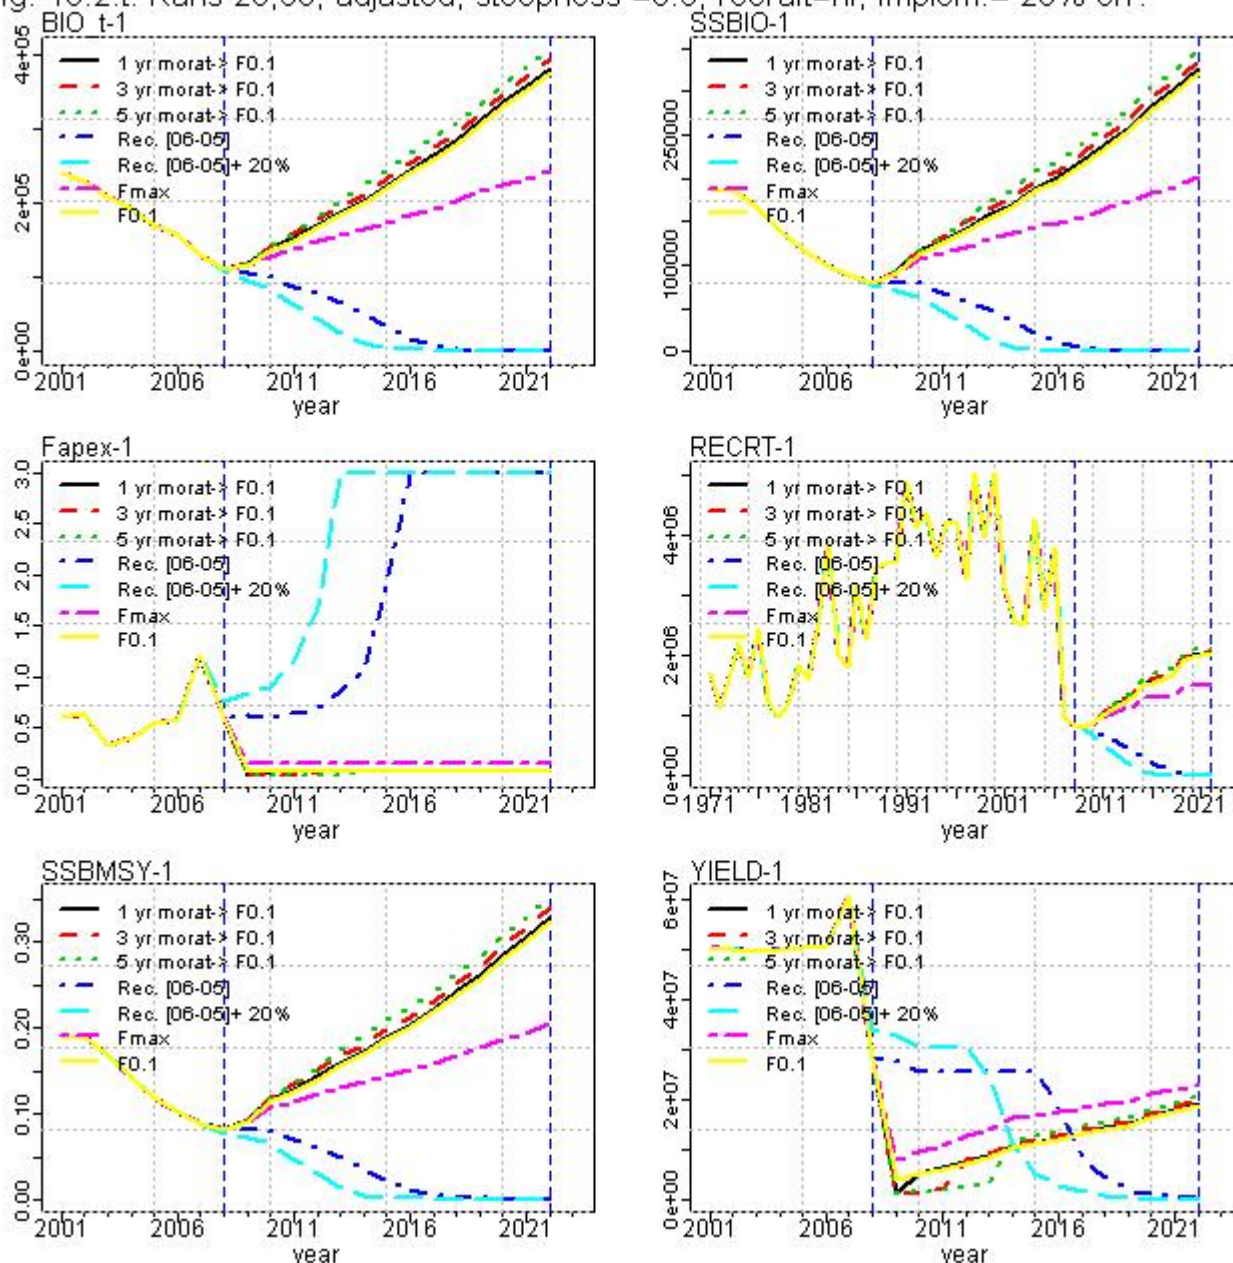 BIO_t-1
4e+05
2e+05
0e+00
1 yr morat-> F0.1
3 yr morat-> F0.1
5 yr morat-> F0.1
Rec. [06-05]
Rec. [06-05]+ 20%
Fmax
F0.1
2001 2006 2011 2016 2021
year
SSBIO-1
250000
100000
0
1 yr morat-> F0.1
3 yr morat-> F0.1
5 yr morat-> F0.1
Rec. [06-05]
Rec. [06-05]+ 20%
Fmax
F0.1
2001 2006 2011 2016 2021
year
Fapex-1
3.0
2.5
2.0
1.5
1.0
0.5
0.0
1 yr morat-> F0.1
3 yr morat-> F0.1
5 yr morat-> F0.1
Rec. [06-05]
Rec. [06-05]+ 20%
Fmax
F0.1
2001 2006 2011 2016 2021
year
RECRT-1
4e+06
2e+06
0e+00
1 yr morat-> F0.1
3 yr morat-> F0.1
5 yr morat-> F0.1
Rec. [06-05]
Rec. [06-05]+ 20%
Fmax
F0.1
1971 1981 1991 2001 2011 2021
year
SSBMSY-1
0.30
0.20
0.10
0.00
1 yr morat-> F0.1
3 yr morat-> F0.1
5 yr morat-> F0.1
Rec. [06-05]
Rec. [06-05]+ 20%
Fmax
F0.1
2001 2006 2011 2016 2021
year
YIELD-1
6e+07
4e+07
2e+07
0e+00
1 yr morat-> F0.1
3 yr morat-> F0.1
5 yr morat-> F0.1
Rec. [06-05]
Rec. [06-05]+ 20%
Fmax
F0.1
2001 2006 2011 2016 2021
year